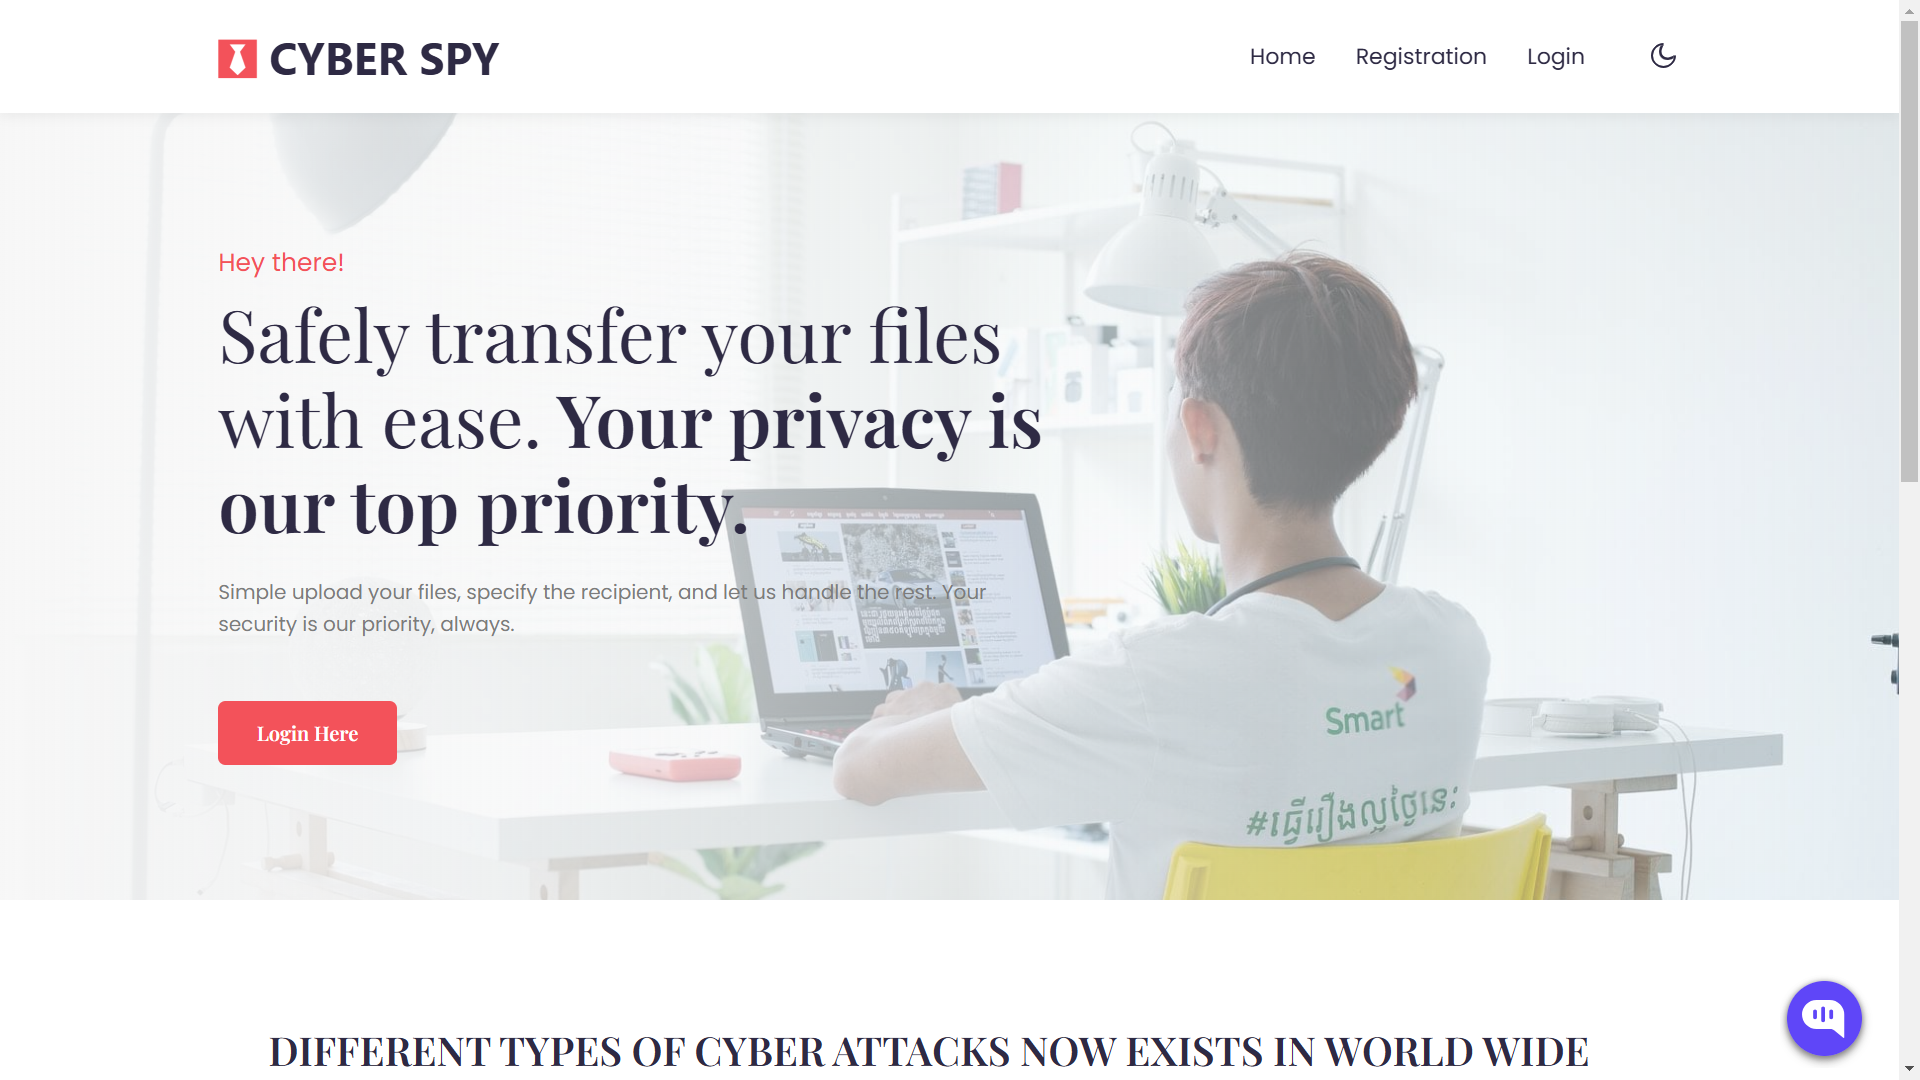 CYBER SPY
Home
Registration
Login
Hey there!
Safely transfer your files
with ease. Your privacy is
our top priority.
Simple upload your files, specify the recipient, and let us handle the rest. Your
security is our priority, always.
Login Here
Smart
#ធ្វើរឿងល្អថ្ងៃនេះ
DIFFERENT TYPES OF CYBER ATTACKS NOW EXISTS IN WORLD WIDE